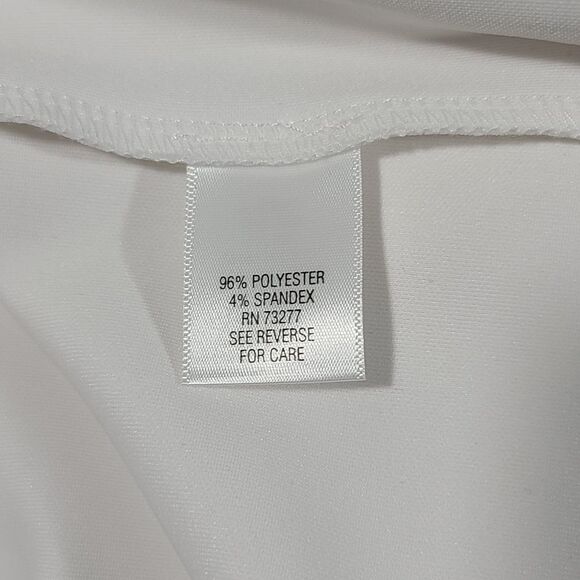 96% POLYESTER
4% SPANDEX
RN 73277
SEE REVERSE
FOR CARE